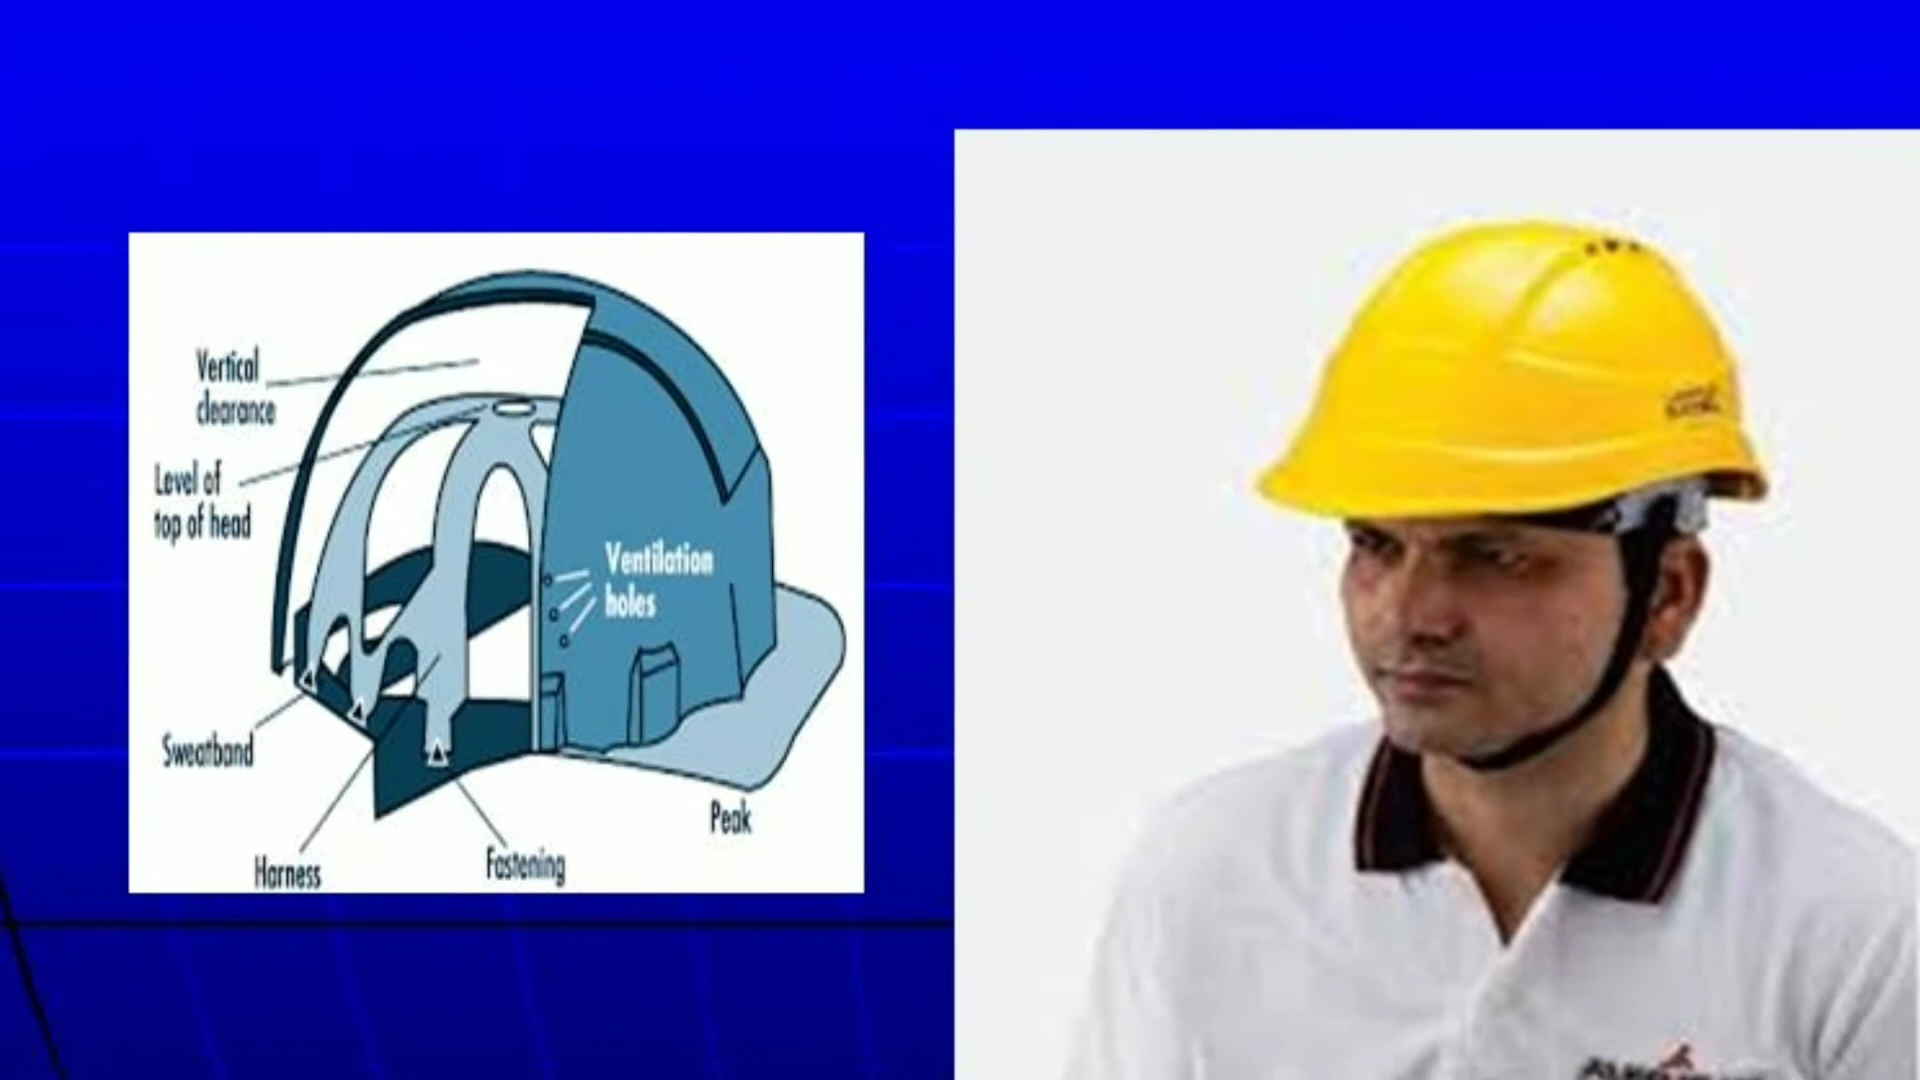 Vertical
clearance
Level of
top of head
Ventilation
holes
Sweatband
Peak
Harness
Fastening